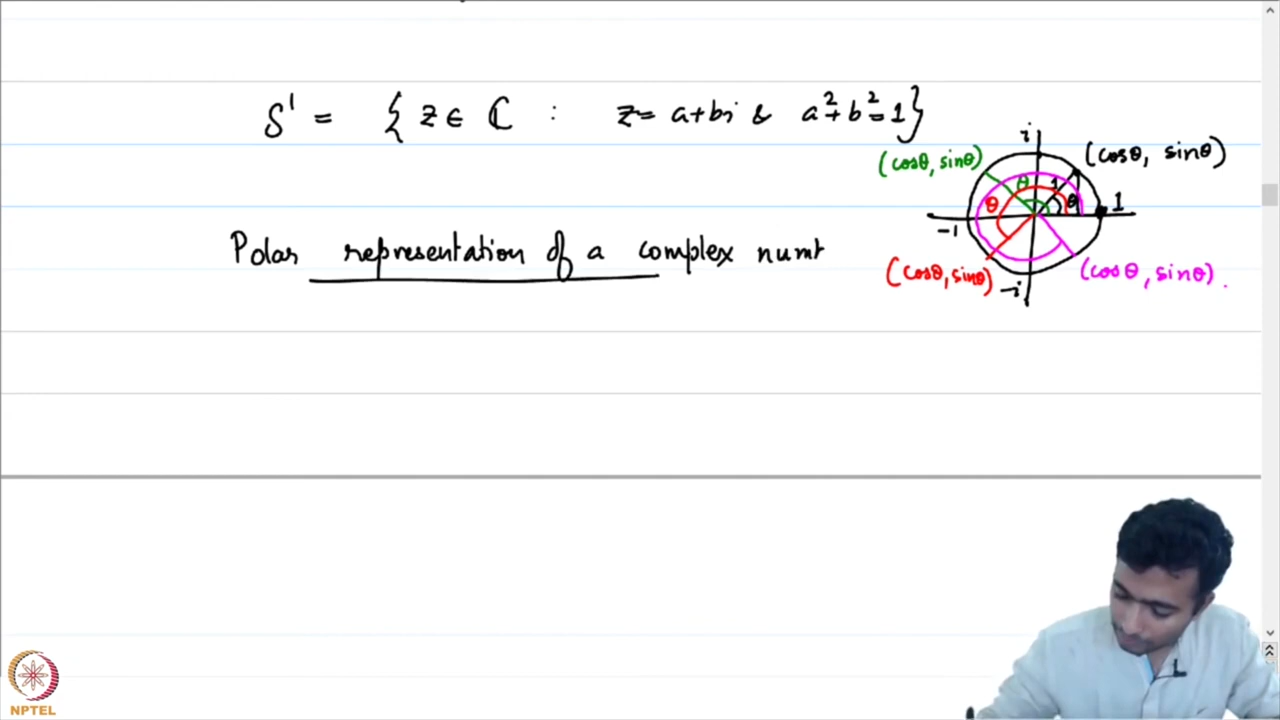 S¹ = { z ∈ ℂ : z = a+bi & a²+b²=1 }
i
(cosθ, sinθ)
(cosθ, sinθ)
θ
1
θ
θ
1
-1
Polar representation of a complex num
(cosθ, sinθ)
(cosθ, sinθ).
-i
NPTEL